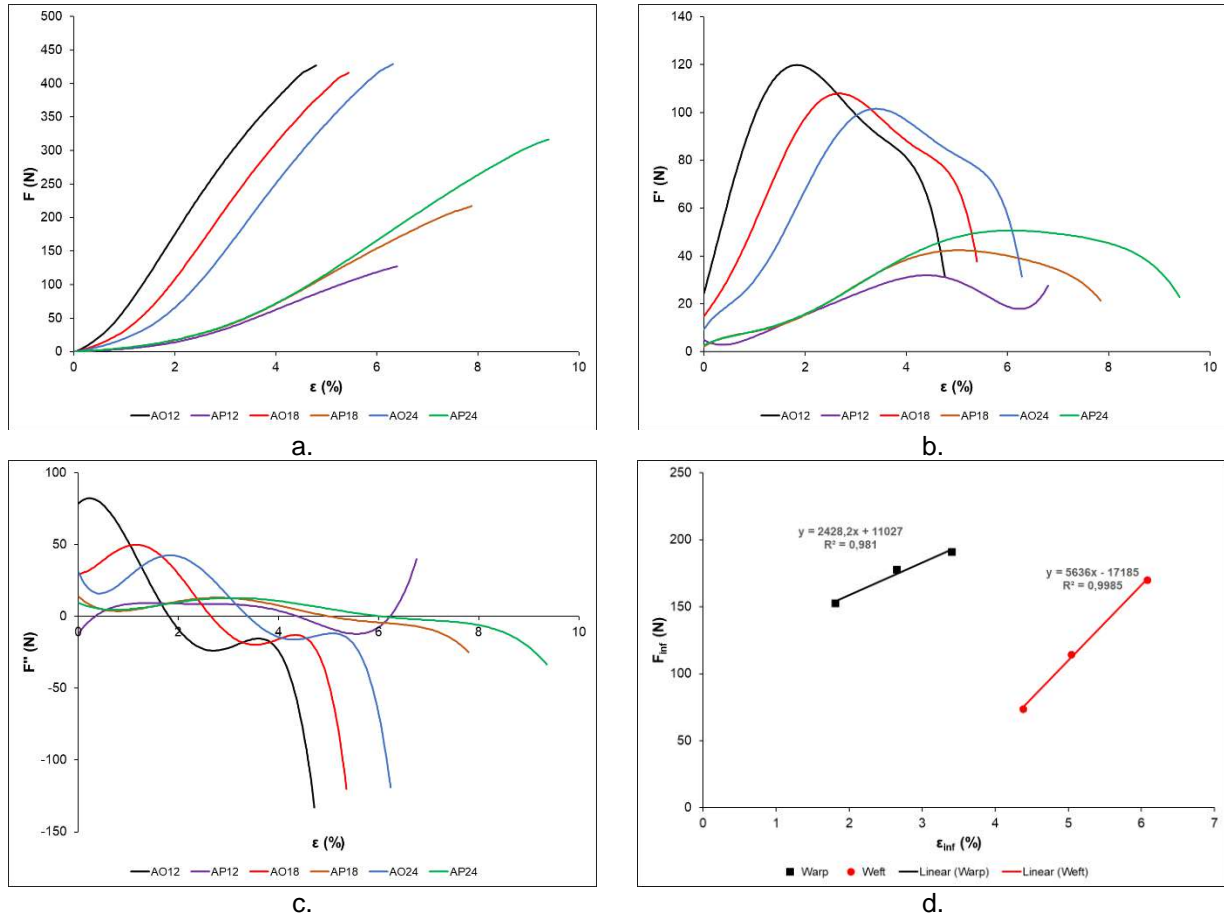 500
450
400
350
300
250
200
150
100
50
0
F (N)
0 2 4 6 8 10
ε (%)
AO12 AP12 AO18 AP18 AO24 AP24
a.
140
120
100
80
60
40
20
0
F' (N)
0 2 4 6 8 10
ε (%)
AO12 AP12 AO18 AP18 AO24 AP24
b.
100
50
0
-50
-100
-150
F'' (N)
0 2 4 6 8 10
ε (%)
AO12 AP12 AO18 AP18 AO24 AP24
c.
250
200
150
100
50
0
Finf (N)
y = 2428,2x + 11027
R² = 0,981
y = 5636x - 17185
R² = 0,9985
0 1 2 3 4 5 6 7
εinf (%)
Warp Weft Linear (Warp) Linear (Weft)
d.